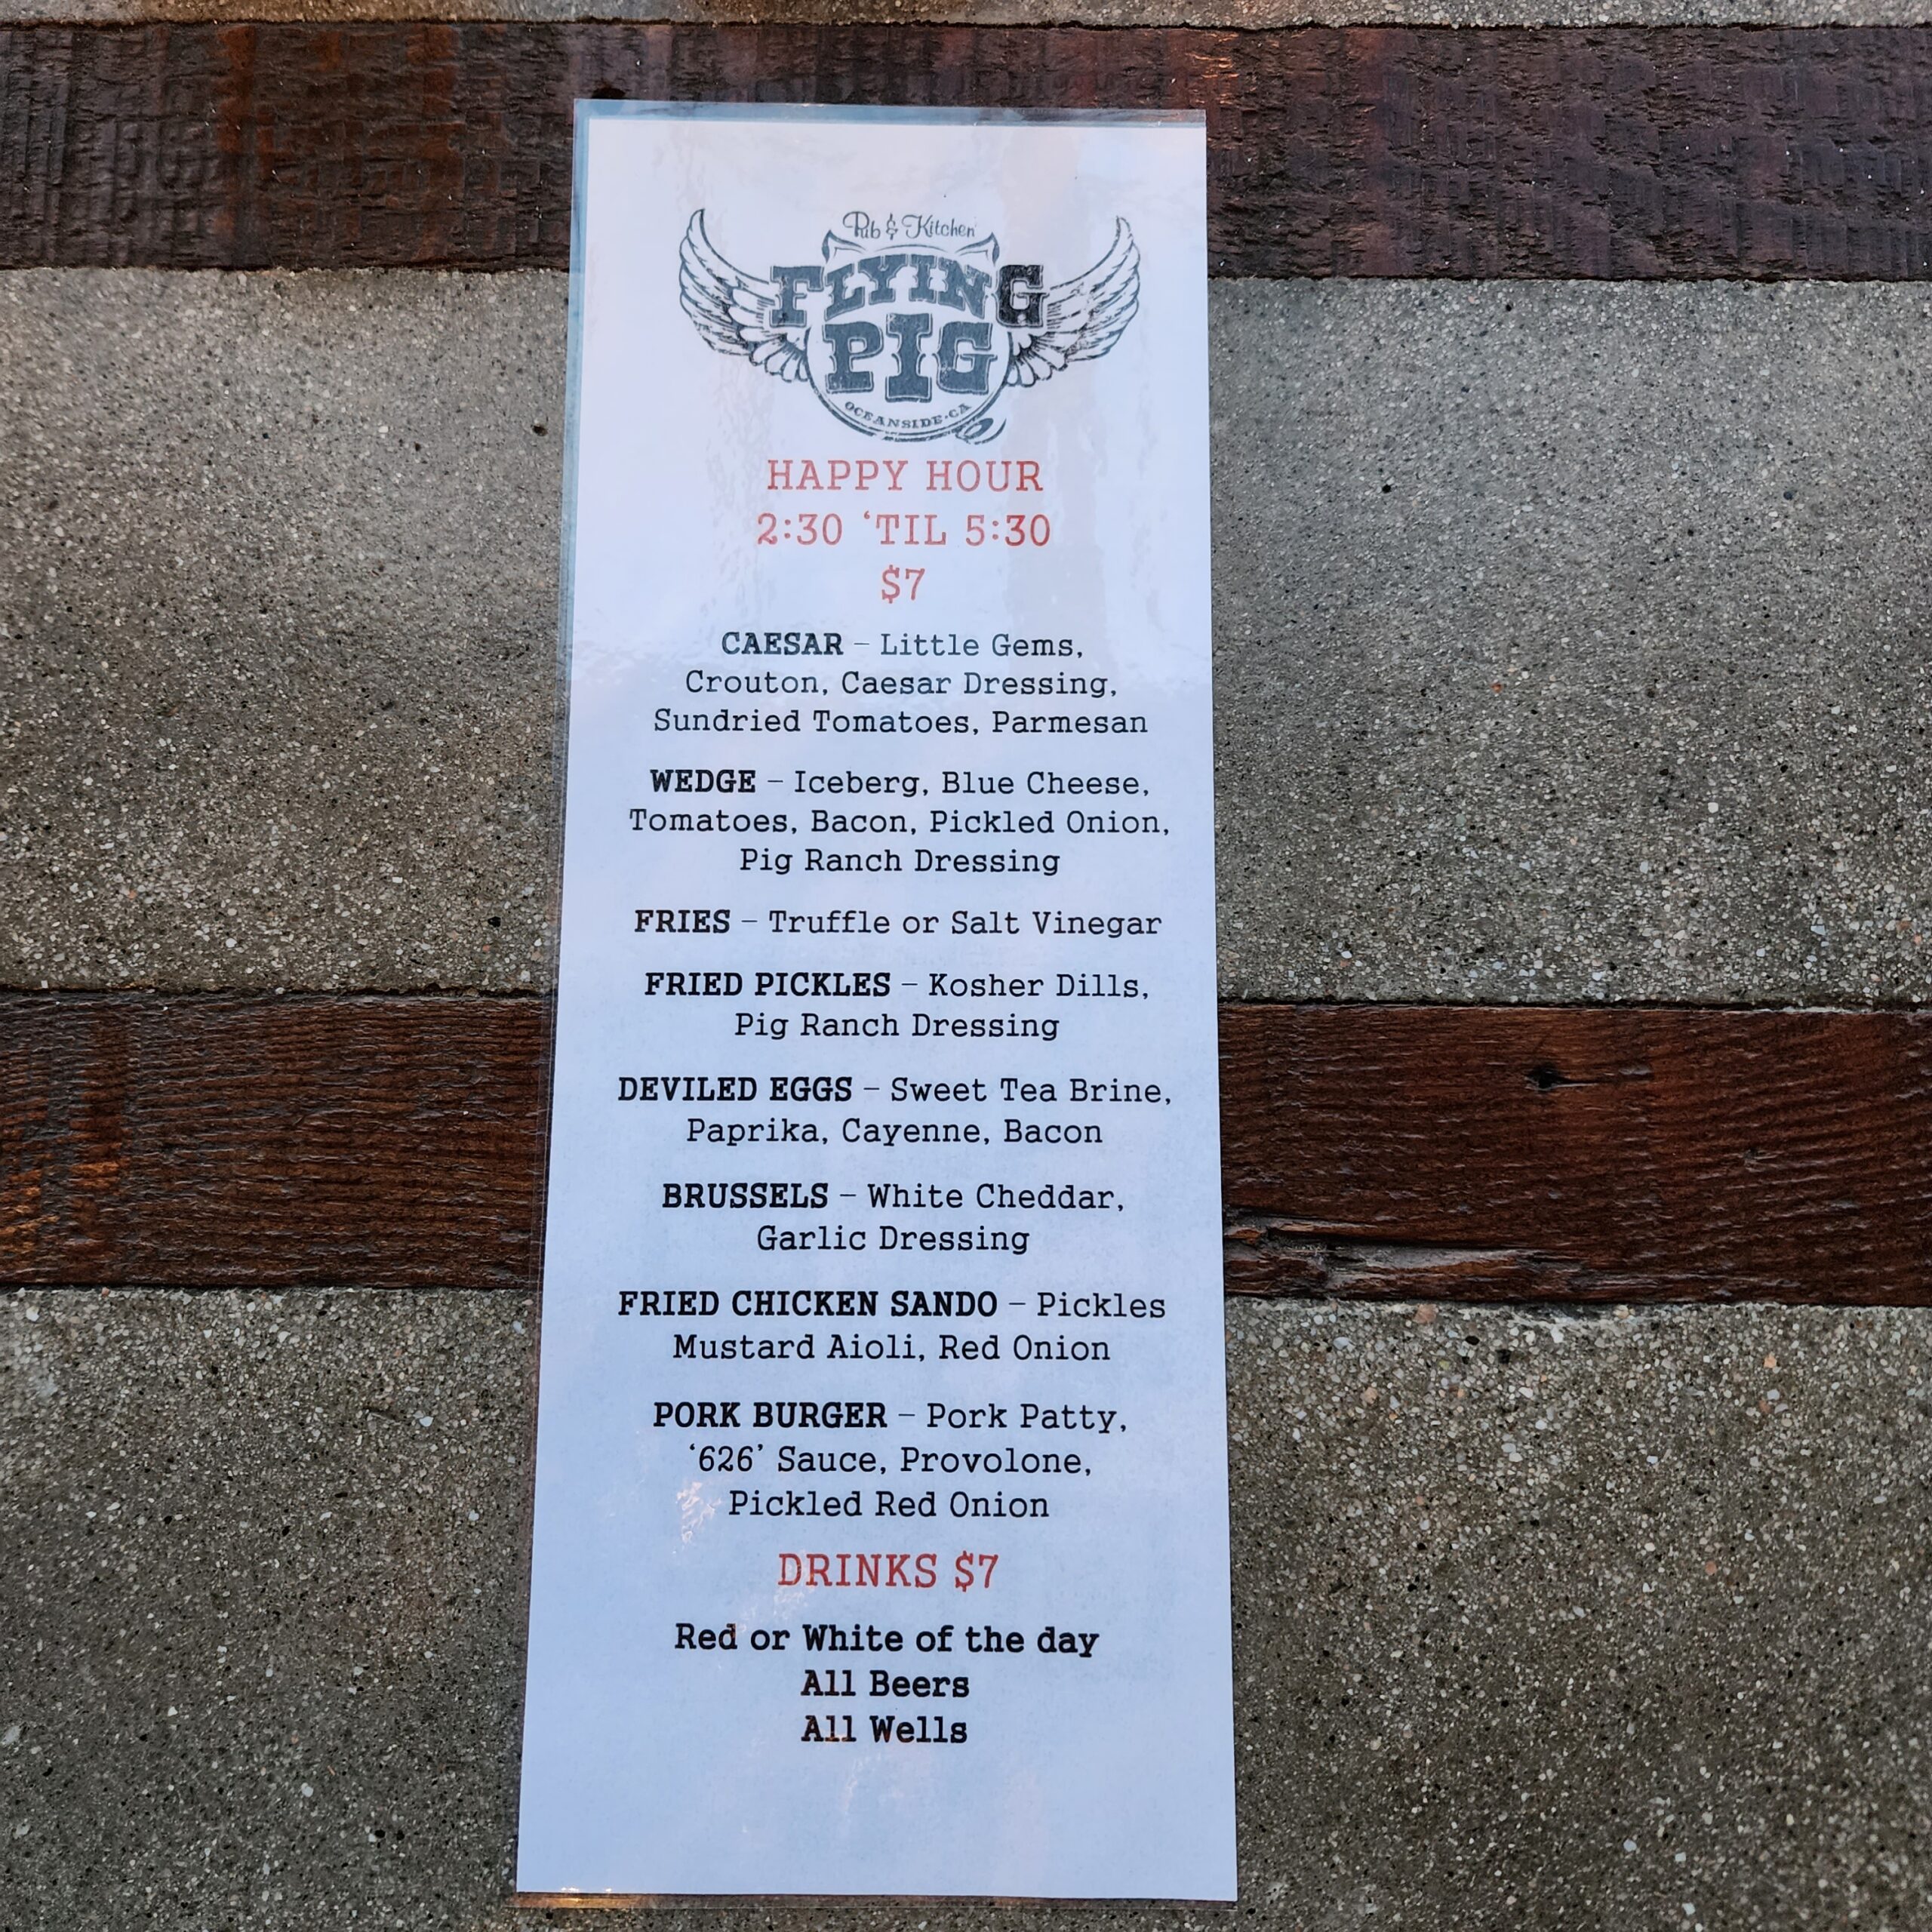 Pub & Kitchen
FLYING
PIG
OCEANSIDE·CA
HAPPY HOUR
2:30 ‘TIL 5:30
$7
CAESAR – Little Gems,
Crouton, Caesar Dressing,
Sundried Tomatoes, Parmesan
WEDGE – Iceberg, Blue Cheese,
Tomatoes, Bacon, Pickled Onion,
Pig Ranch Dressing
FRIES – Truffle or Salt Vinegar
FRIED PICKLES – Kosher Dills,
Pig Ranch Dressing
DEVILED EGGS – Sweet Tea Brine,
Paprika, Cayenne, Bacon
BRUSSELS – White Cheddar,
Garlic Dressing
FRIED CHICKEN SANDO – Pickles
Mustard Aioli, Red Onion
PORK BURGER – Pork Patty,
‘626’ Sauce, Provolone,
Pickled Red Onion
DRINKS $7
Red or White of the day
All Beers
All Wells